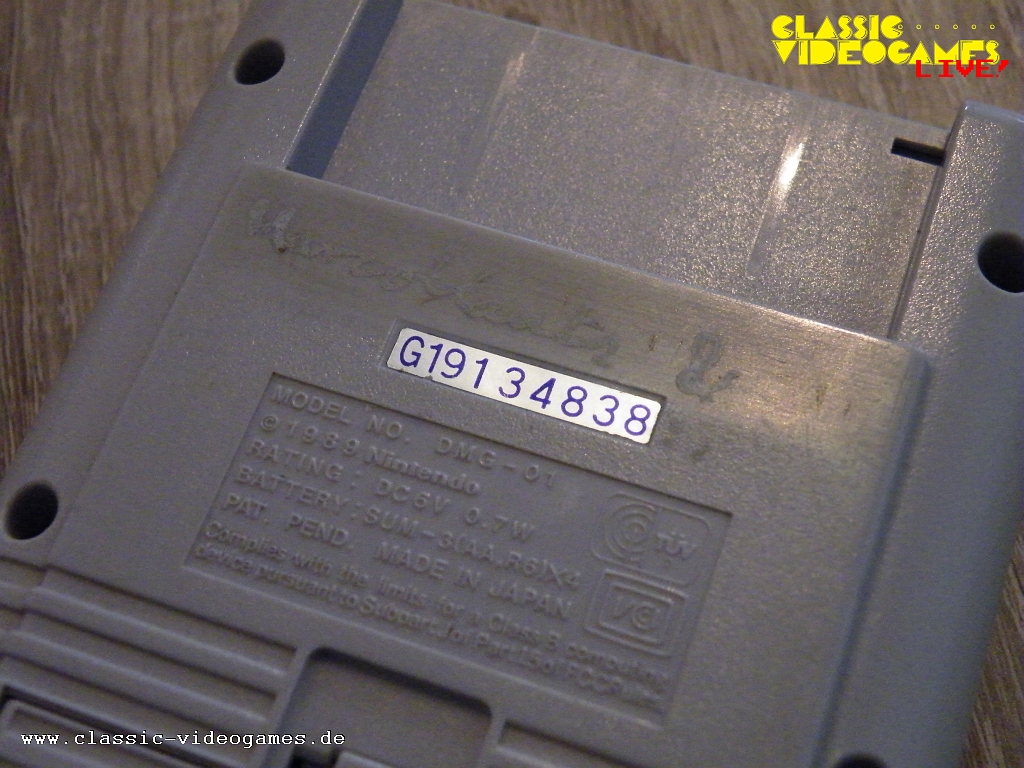 CLASSIC
VIDEOGAMES
LIVE!
G19134838
MODEL NO. DMG-01
© 1989 Nintendo
RATING : DC6V 0.7W
BATTERY : SUM-3(AA,R6)X4
PAT. PEND. MADE IN JAPAN
Complies with the limits for a Class B computing
device pursuant to Subpart J of Part 15 of FCC
TÜV
www.classic-videogames.de